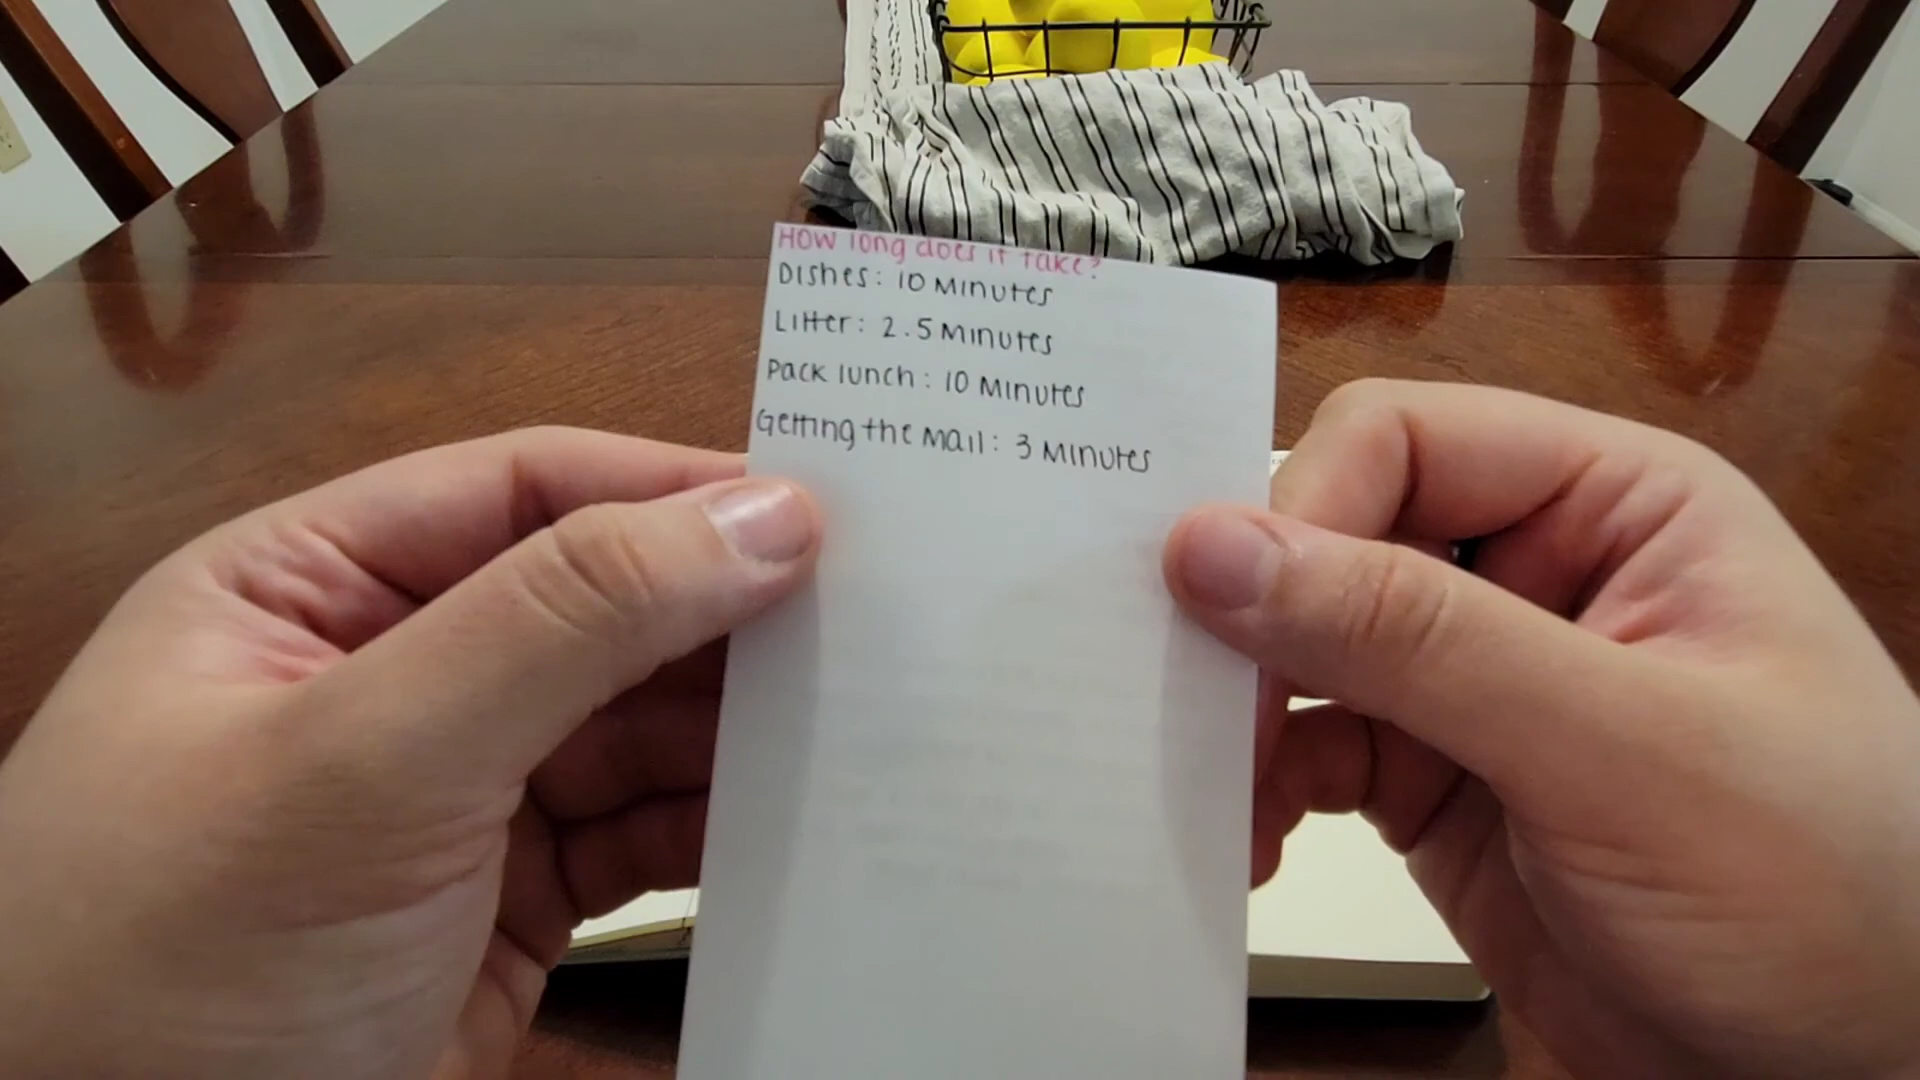 How long does it take?
Dishes: 10 Minutes
Litter: 2.5 Minutes
Pack lunch: 10 Minutes
Getting the Mail: 3 Minutes